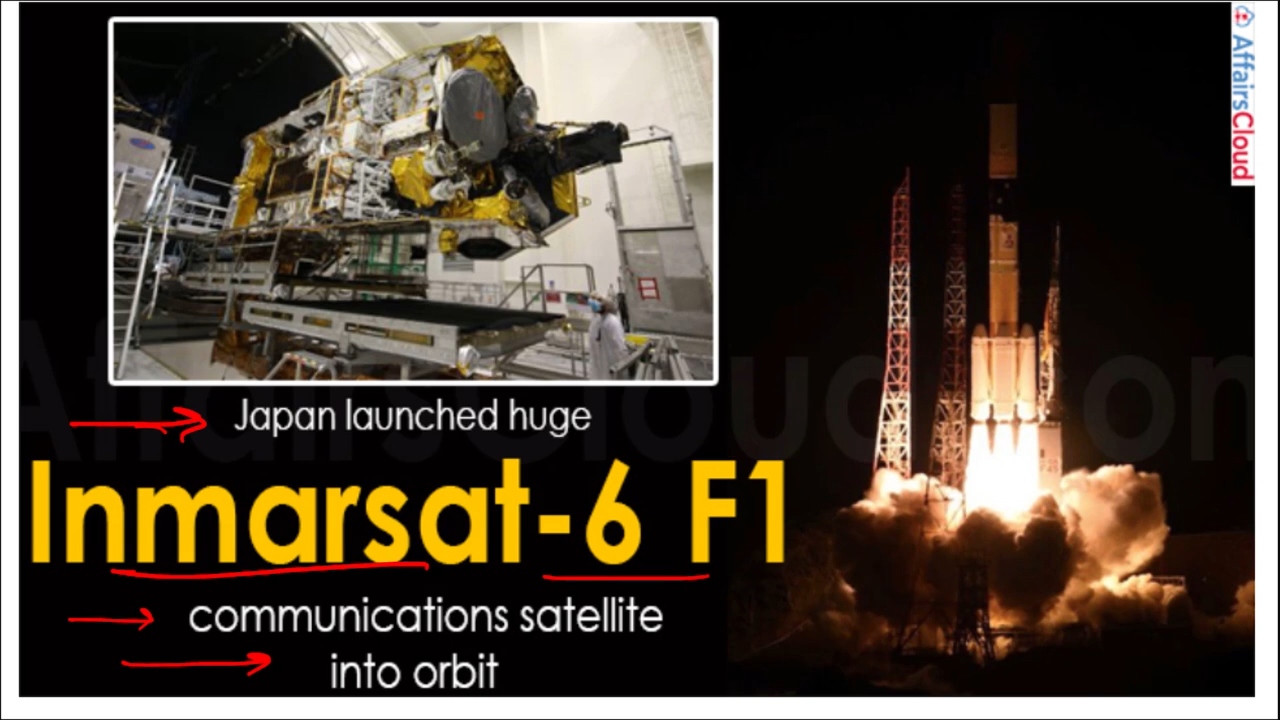 AffairsCloud
Japan launched huge
Inmarsat-6 F1
communications satellite
into orbit